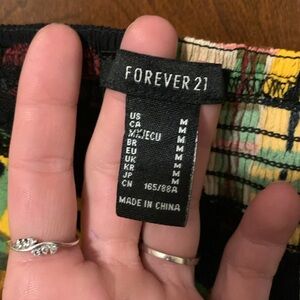 FOREVER 21
US M
CA M
MX/ECU M
BR M
EU M
UK M
KR M
JP M
CN 165/88A
MADE IN CHINA